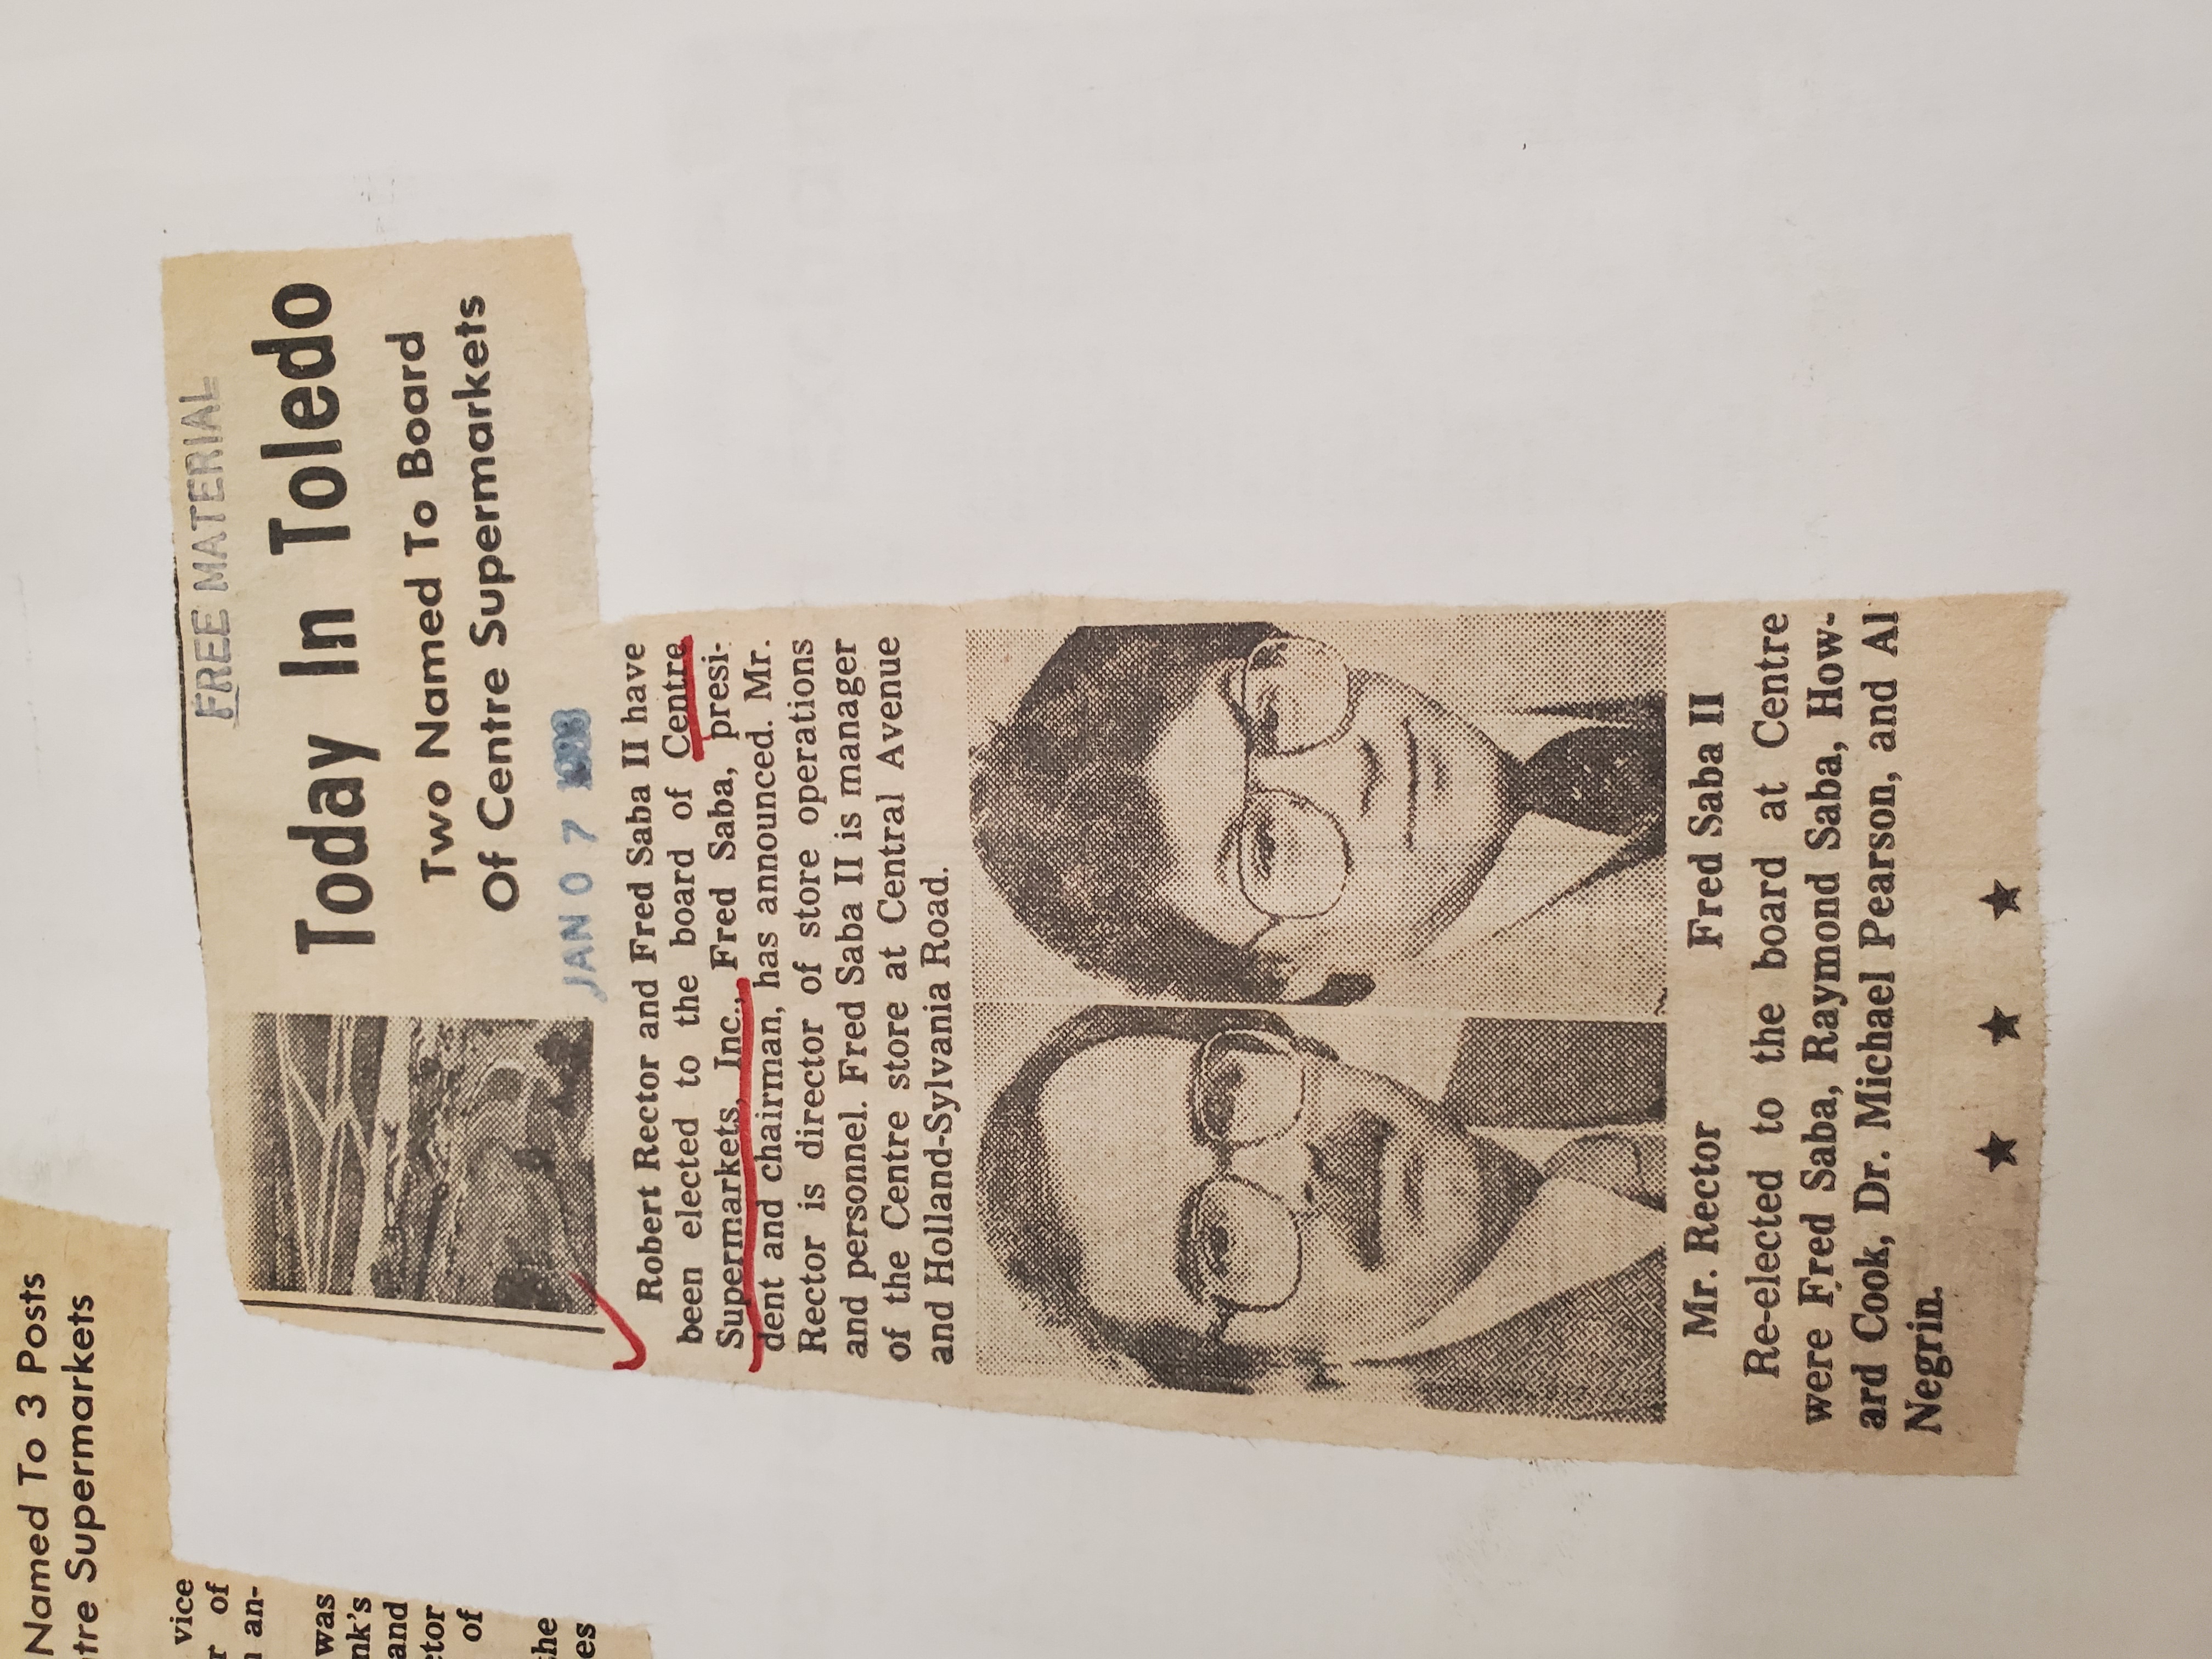 Named To 3 Posts
tre Supermarkets
vice
of
an-
was
nk's
and
ctor
of
the
es
FREE MATERIAL
Today In Toledo
Two Named To Board
Of Centre Supermarkets
JAN 07
Robert Rector and Fred Saba II have
been elected to the board of Centre
Supermarkets, Inc., Fred Saba, presi-
dent and chairman, has announced. Mr.
Rector is director of store operations
and personnel. Fred Saba II is manager
of the Centre store at Central Avenue
and Holland-Sylvania Road.
Mr. Rector Fred Saba II
Re-elected to the board at Centre
were Fred Saba, Raymond Saba, How-
ard Cook, Dr. Michael Pearson, and Al
Negrin.